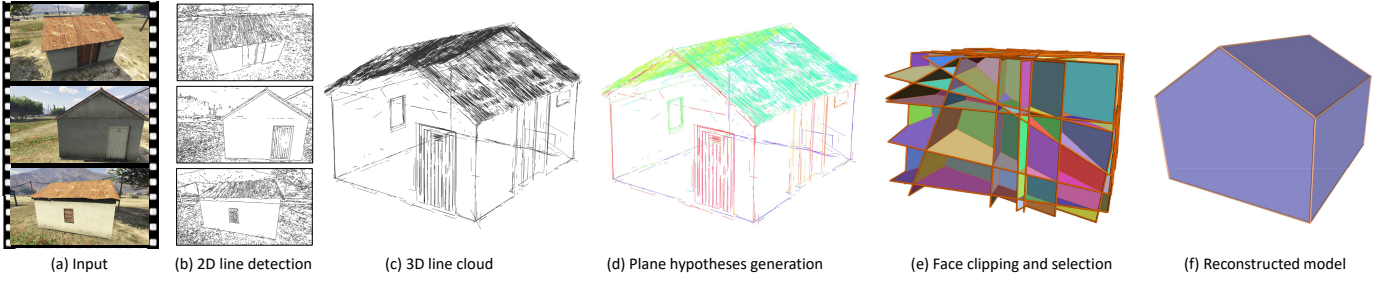 (a) Input
(b) 2D line detection
(c) 3D line cloud
(d) Plane hypotheses generation
(e) Face clipping and selection
(f) Reconstructed model